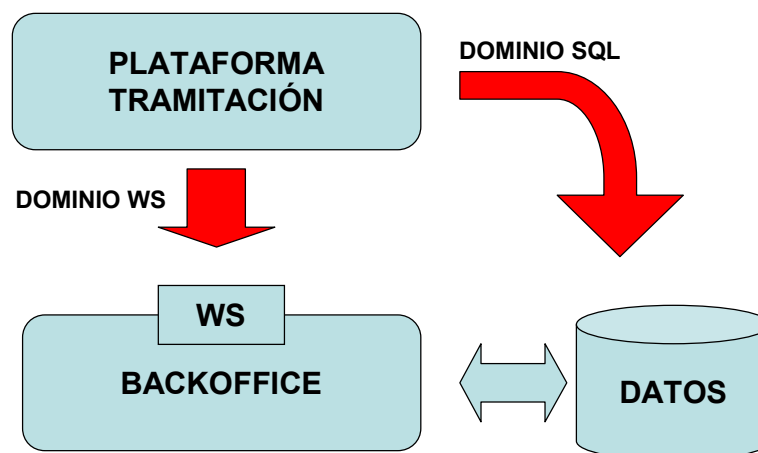 PLATAFORMA
TRAMITACIÓN
DOMINIO SQL
DOMINIO WS
WS
BACKOFFICE
DATOS